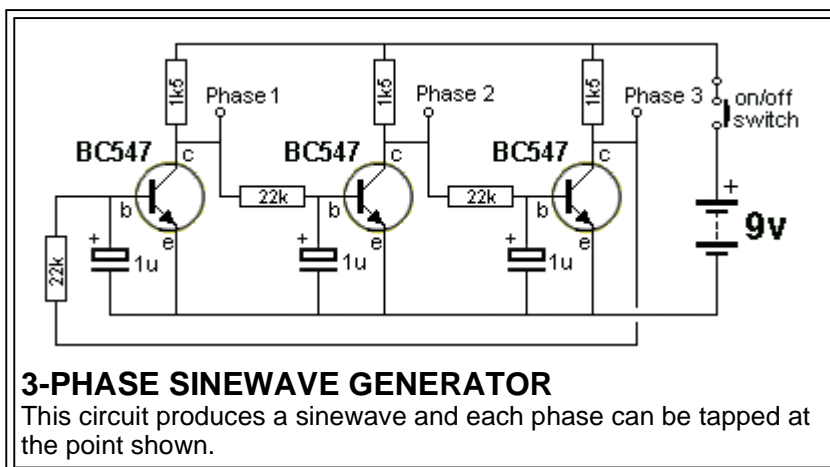 1k5
1k5
1k5
Phase 1
Phase 2
Phase 3
on/off
switch
BC547
BC547
BC547
c
c
c
+
22k
22k
b
b
b
9v
e
e
e
+
+
+
22k
1u
1u
1u
3-PHASE SINEWAVE GENERATOR
This circuit produces a sinewave and each phase can be tapped at
the point shown.